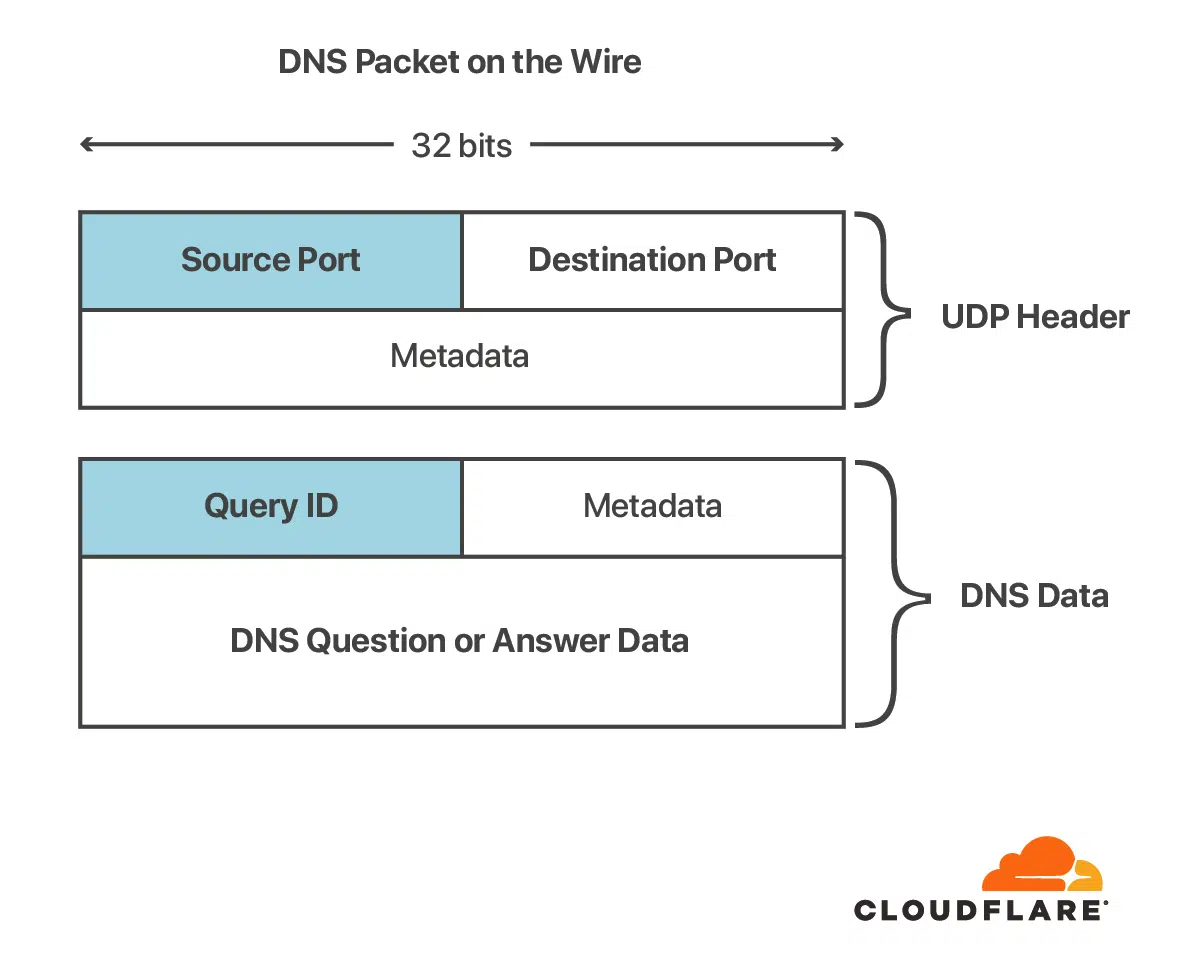 DNS Packet on the Wire
32 bits
Source Port
Destination Port
Metadata
UDP Header
Query ID
Metadata
DNS Question or Answer Data
DNS Data
CLOUDFLARE